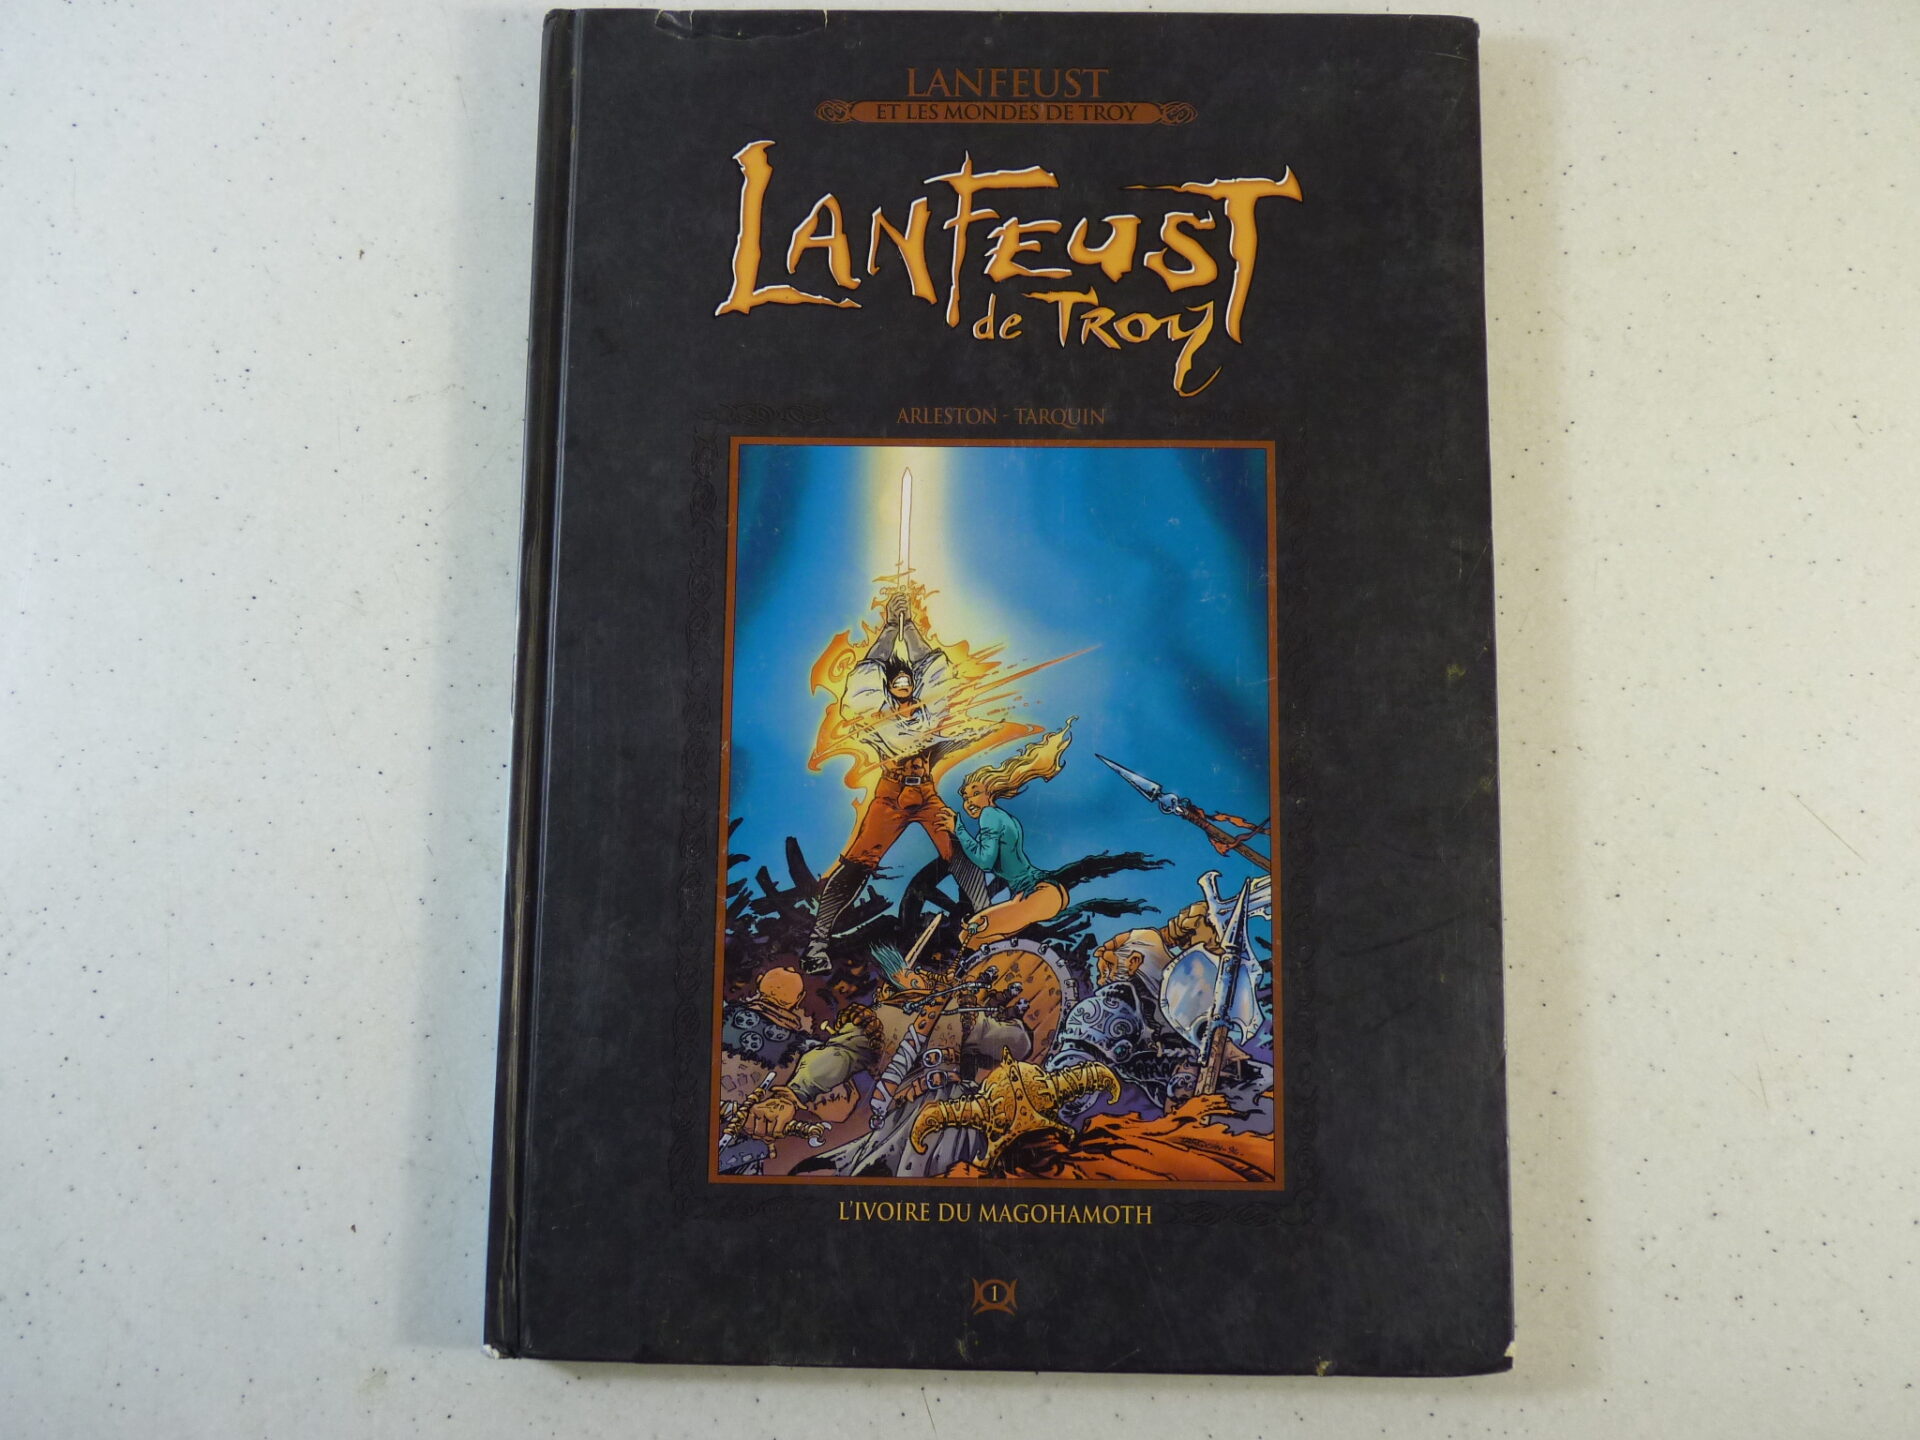 LANFEUST
ET LES MONDES DE TROY
LANFEUST
de TROY
ARLESTON - TARQUIN
L'IVOIRE DU MAGOHAMOTH
1